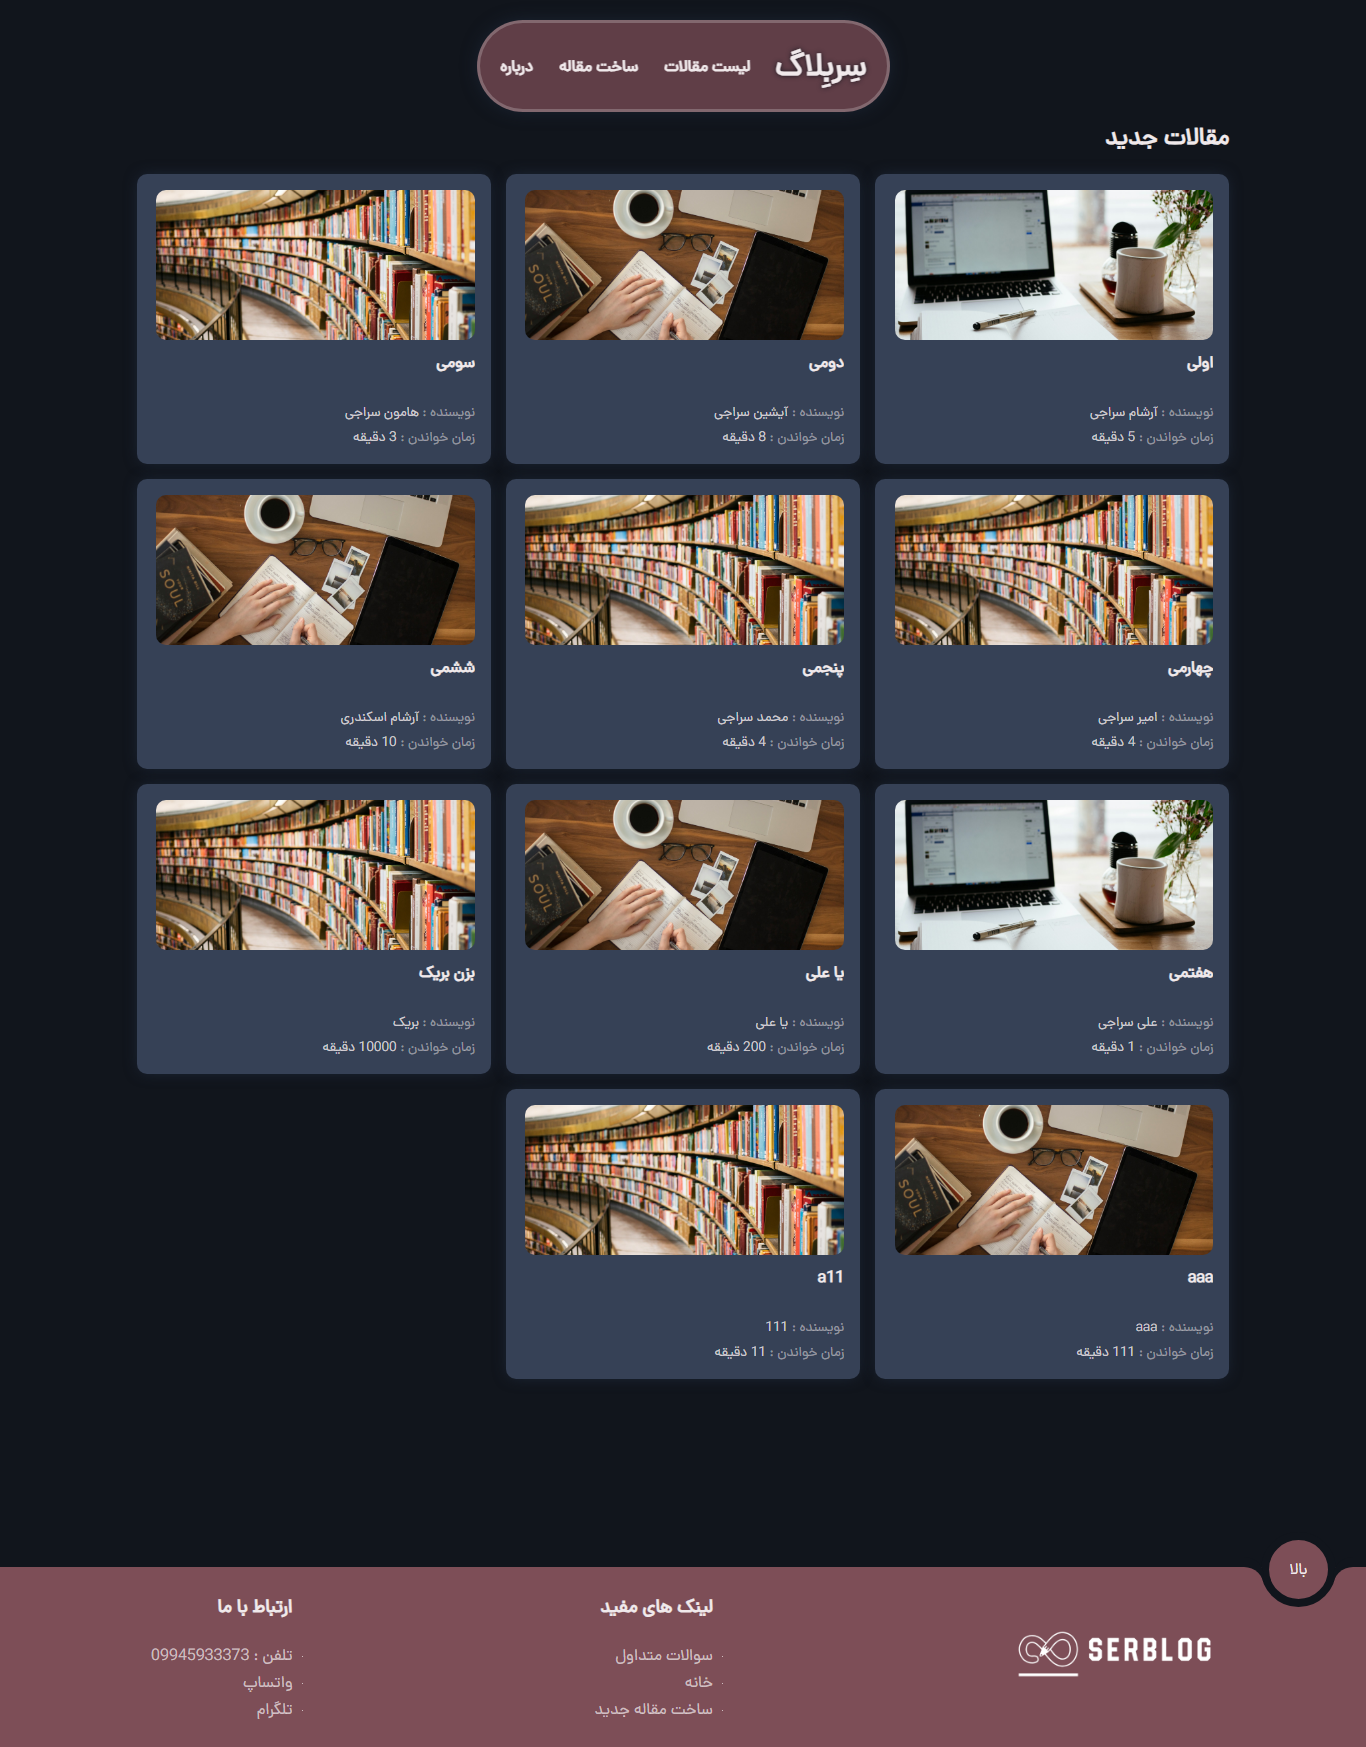 سِربِلاگ لیست مقالات ساخت مقاله درباره
مقالات جدید
اولی
نویسنده : آرشام سراجی
زمان خواندن : 5 دقیقه
SOUL
دومی
نویسنده : آیشین سراجی
زمان خواندن : 8 دقیقه
سومی
نویسنده : هامون سراجی
زمان خواندن : 3 دقیقه
چهارمی
نویسنده : امیر سراجی
زمان خواندن : 4 دقیقه
پنجمی
نویسنده : محمد سراجی
زمان خواندن : 4 دقیقه
SOUL
ششمی
نویسنده : آرشام اسکندری
زمان خواندن : 10 دقیقه
هفتمی
نویسنده : علی سراجی
زمان خواندن : 1 دقیقه
SOUL
یا علی
نویسنده : یا علی
زمان خواندن : 200 دقیقه
بزن بریک
نویسنده : بریک
زمان خواندن : 10000 دقیقه
SOUL
aaa
نویسنده : aaa
زمان خواندن : 111 دقیقه
a11
نویسنده : 111
زمان خواندن : 11 دقیقه
بالا
SERBLOG
لینک های مفید
سوالات متداول
خانه
ساخت مقاله جدید
ارتباط با ما
تلفن : 09945933373
واتساپ
تلگرام